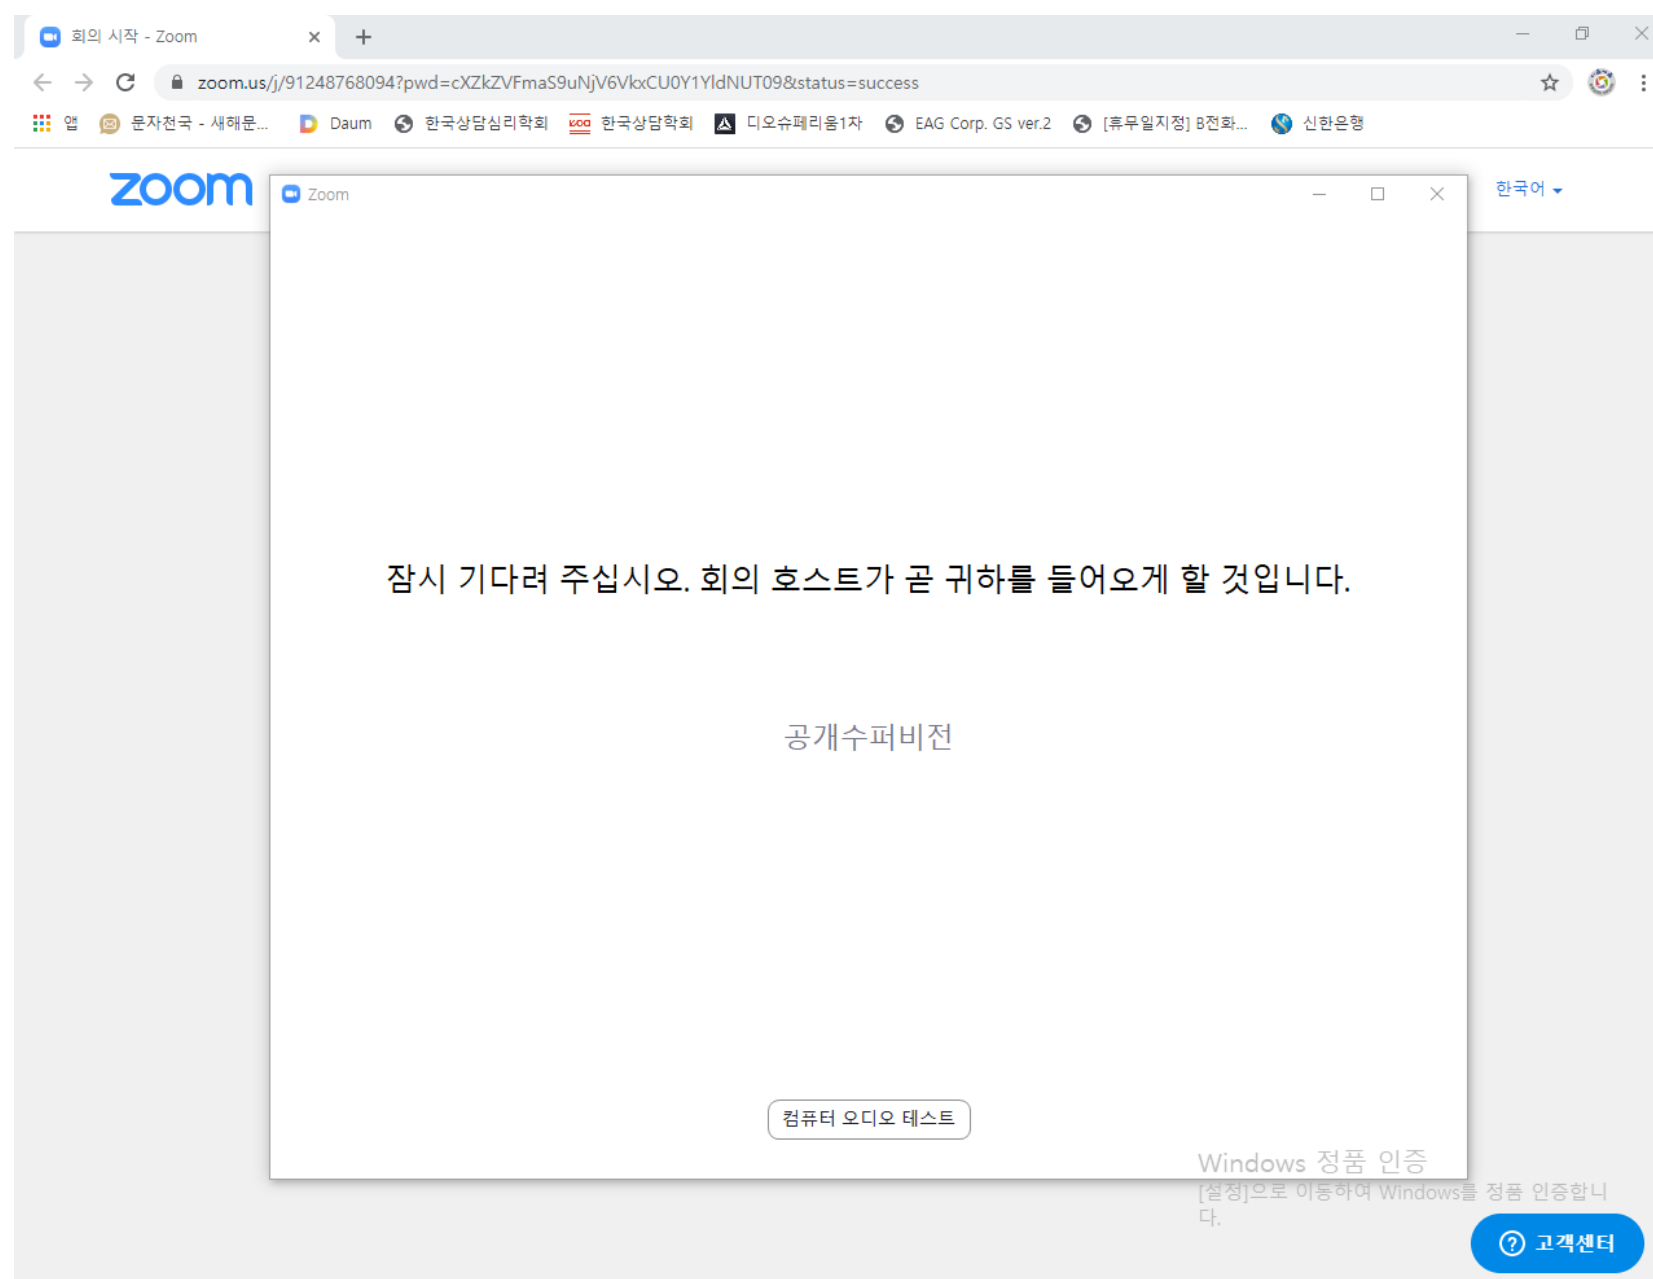 회의 시작 - Zoom
zoom.us/j/91248768094?pwd=cXZkZVFmaS9uNjV6VkxCU0Y1YldNUT09&status=success
앱 문자천국 - 새해문... Daum 한국상담심리학회 한국상담학회 디오슈페리움1차 EAG Corp. GS ver.2 [휴무일지정] B전화... 신한은행
zoom
Zoom
한국어
잠시 기다려 주십시오. 회의 호스트가 곧 귀하를 들어오게 할 것입니다.
공개수퍼비전
컴퓨터 오디오 테스트
Windows 정품 인증
[설정]으로 이동하여 Windows를 정품 인증합니
다.
고객센터